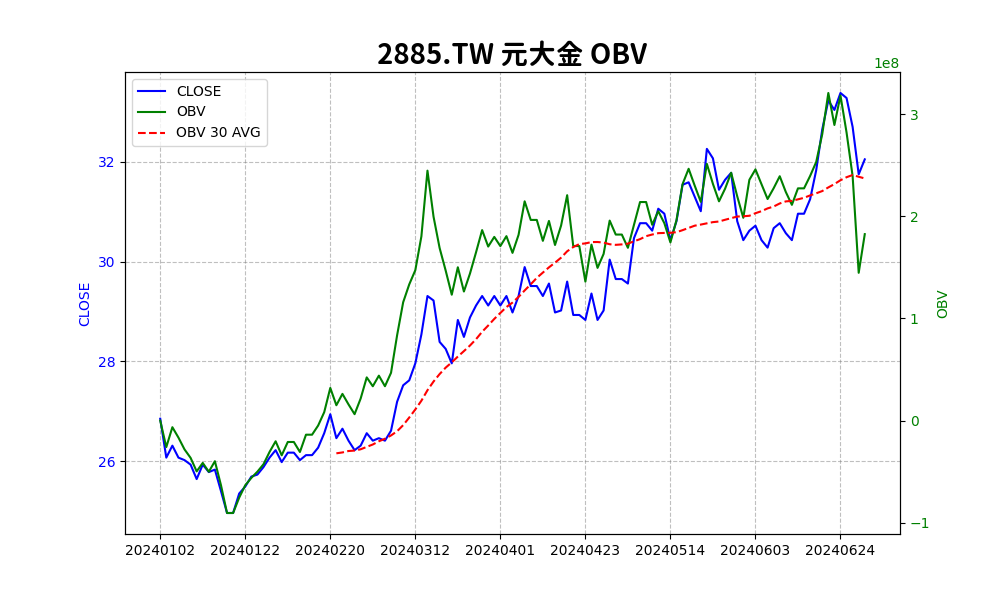 2885.TW 元大金 OBV
1e8
CLOSE
OBV
OBV 30 AVG
32
30
28
26
CLOSE
3
2
1
0
−1
OBV
20240102 20240122 20240220 20240312 20240401 20240423 20240514 20240603 20240624